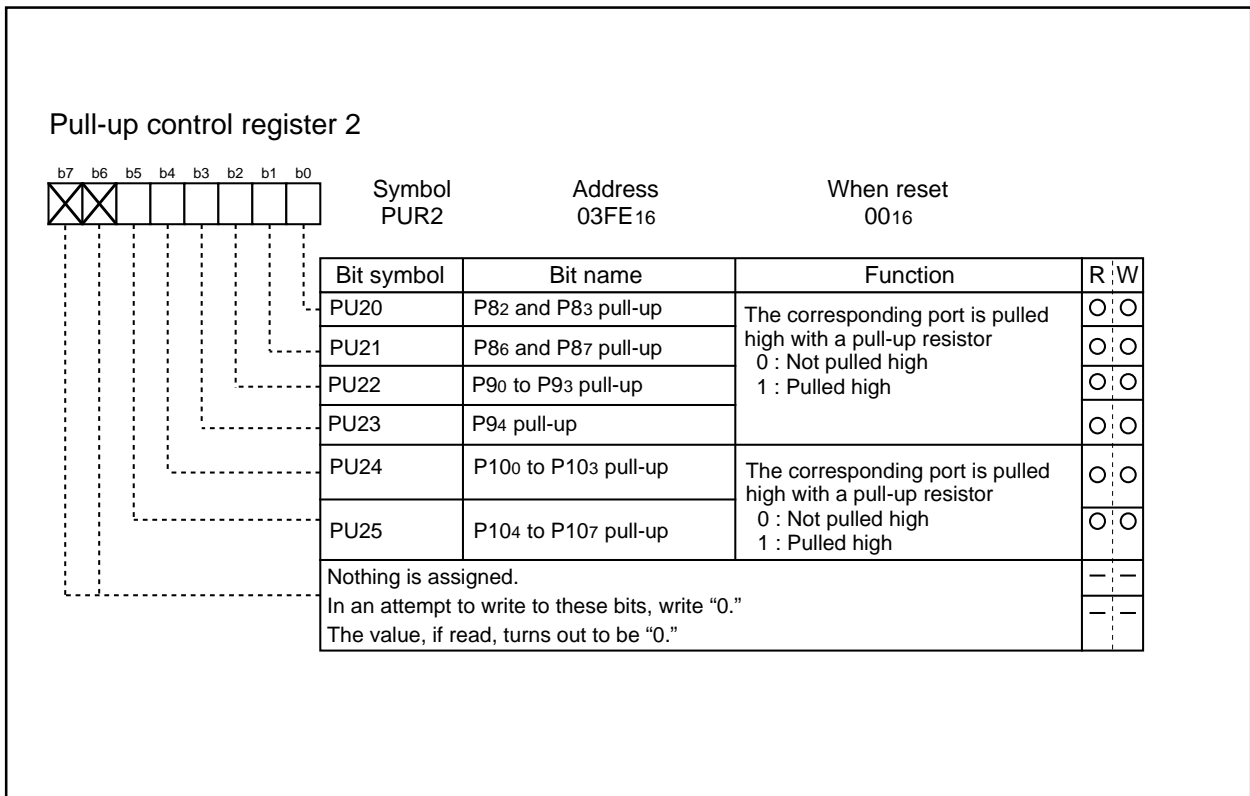 Pull-up control register 2
b7 b6 b5 b4 b3 b2 b1 b0
Symbol Address When reset
PUR2 03FE16 0016
Bit symbol Bit name Function R W
PU20 P82 and P83 pull-up The corresponding port is pulled
high with a pull-up resistor
0 : Not pulled high
1 : Pulled high
PU21 P86 and P87 pull-up
PU22 P90 to P93 pull-up
PU23 P94 pull-up
PU24 P100 to P103 pull-up The corresponding port is pulled
high with a pull-up resistor
0 : Not pulled high
1 : Pulled high
PU25 P104 to P107 pull-up
Nothing is assigned.
In an attempt to write to these bits, write “0.”
The value, if read, turns out to be “0.”